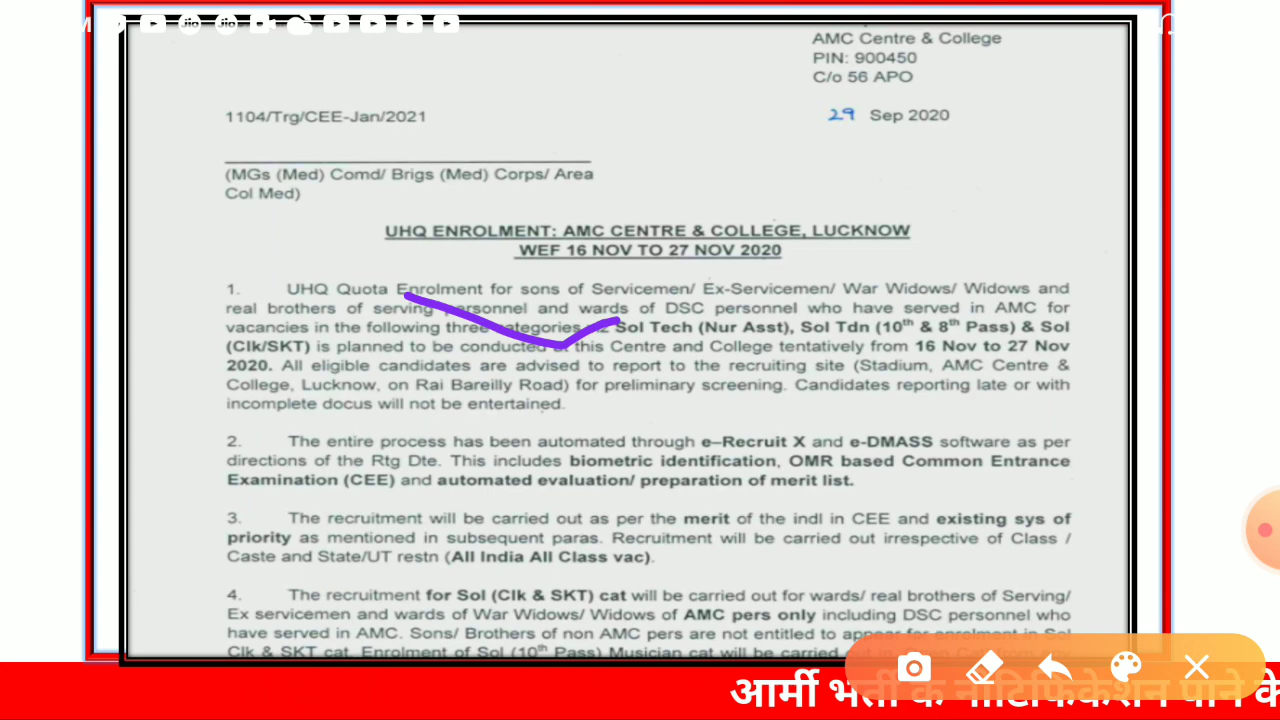 AMC Centre & College
PIN: 900450
C/o 56 APO
1104/Trg/CEE-Jan/2021
29 Sep 2020
(MGs (Med) Comd/ Brigs (Med) Corps/ Area
Col Med)
UHQ ENROLMENT: AMC CENTRE & COLLEGE, LUCKNOW
WEF 16 NOV TO 27 NOV 2020
1. UHQ Quota Enrolment for sons of Servicemen/ Ex-Servicemen/ War Widows/ Widows and
real brothers of serving personnel and wards of DSC personnel who have served in AMC for
vacancies in the following three categories Sol Tech (Nur Asst), Sol Tdn (10th & 8th Pass) & Sol
(Clk/SKT) is planned to be conducted at this Centre and College tentatively from 16 Nov to 27 Nov
2020. All eligible candidates are advised to report to the recruiting site (Stadium, AMC Centre &
College, Lucknow, on Rai Bareilly Road) for preliminary screening. Candidates reporting late or with
incomplete docus will not be entertained.
2. The entire process has been automated through e–Recruit X and e-DMASS software as per
directions of the Rtg Dte. This includes biometric identification, OMR based Common Entrance
Examination (CEE) and automated evaluation/ preparation of merit list.
3. The recruitment will be carried out as per the merit of the indl in CEE and existing sys of
priority as mentioned in subsequent paras. Recruitment will be carried out irrespective of Class /
Caste and State/UT restn (All India All Class vac).
4. The recruitment for Sol (Clk & SKT) cat will be carried out for wards/ real brothers of Serving/
Ex servicemen and wards of War Widows/ Widows of AMC pers only including DSC personnel who
have served in AMC. Sons/ Brothers of non AMC pers are not entitled to appear for enrolment in Sol
Clk & SKT cat. Enrolment of Sol (10th Pass) Musician cat will be carried
आर्मी भर्ती के नोटिफिकेशन पाने के